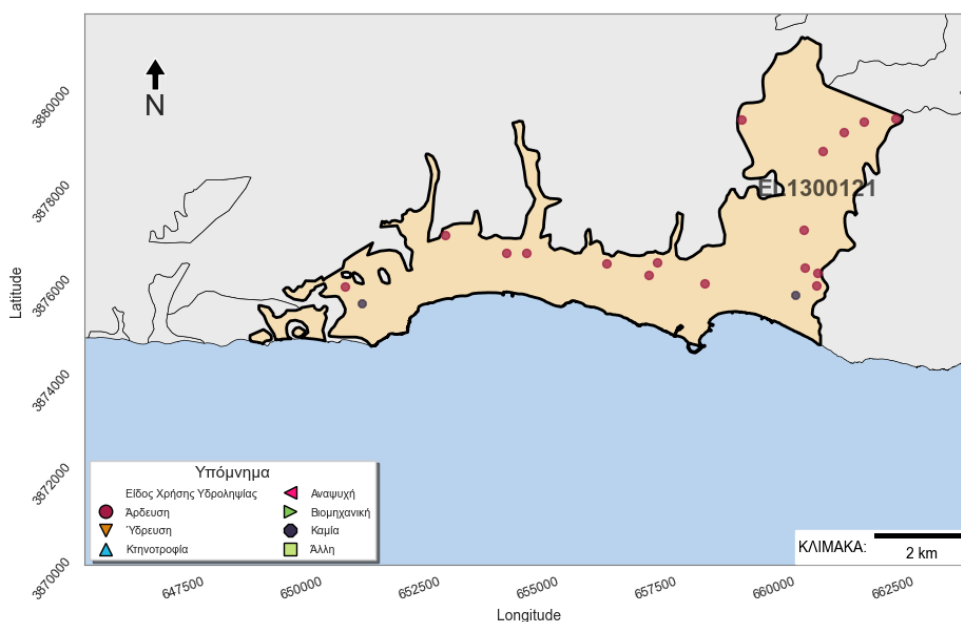 N
EL1300121
Latitude
3880000
3878000
3876000
3874000
3872000
3870000
Υπόμνημα
Είδος Χρήσης Υδροληψίας
Άρδευση
Ύδρευση
Κτηνοτροφία
Αναψυχή
Βιομηχανική
Καμία
Άλλη
ΚΛΙΜΑΚΑ:
2 km
647500
650000
652500
655000
657500
660000
662500
Longitude